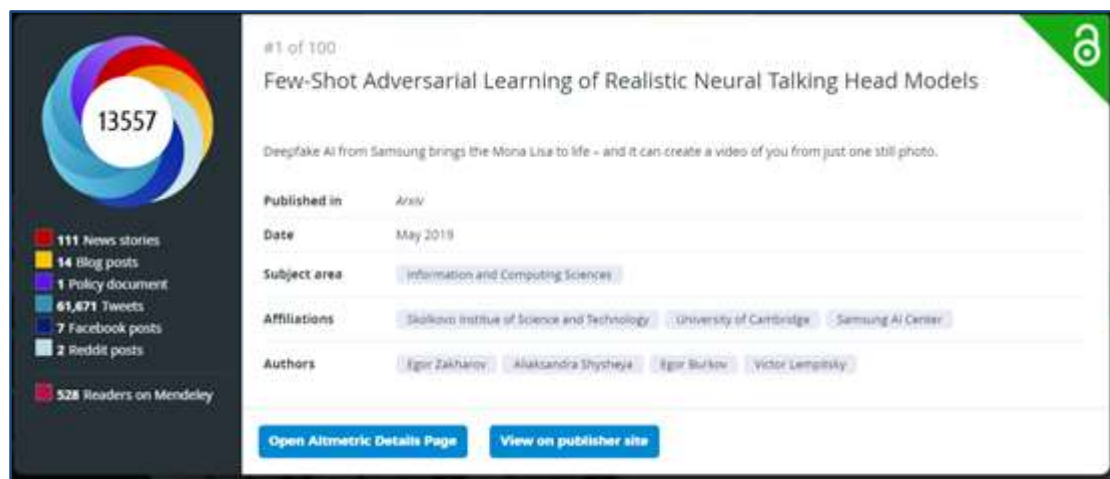 13557
111 News stories
14 Blog posts
1 Policy document
61,671 Tweets
7 Facebook posts
2 Reddit posts
528 Readers on Mendeley
#1 of 100
Few-Shot Adversarial Learning of Realistic Neural Talking Head Models
Deepfake AI from Samsung brings the Mona Lisa to life – and it can create a video of you from just one still photo.
Published in Arxiv
Date May 2019
Subject area Information and Computing Sciences
Affiliations Skolkovo Institue of Science and Technology University of Cambridge Samsung AI Center
Authors Egor Zakharov Aliaksandra Shysheya Egor Burkov Victor Lempitsky
Open Altmetric Details Page View on publisher site